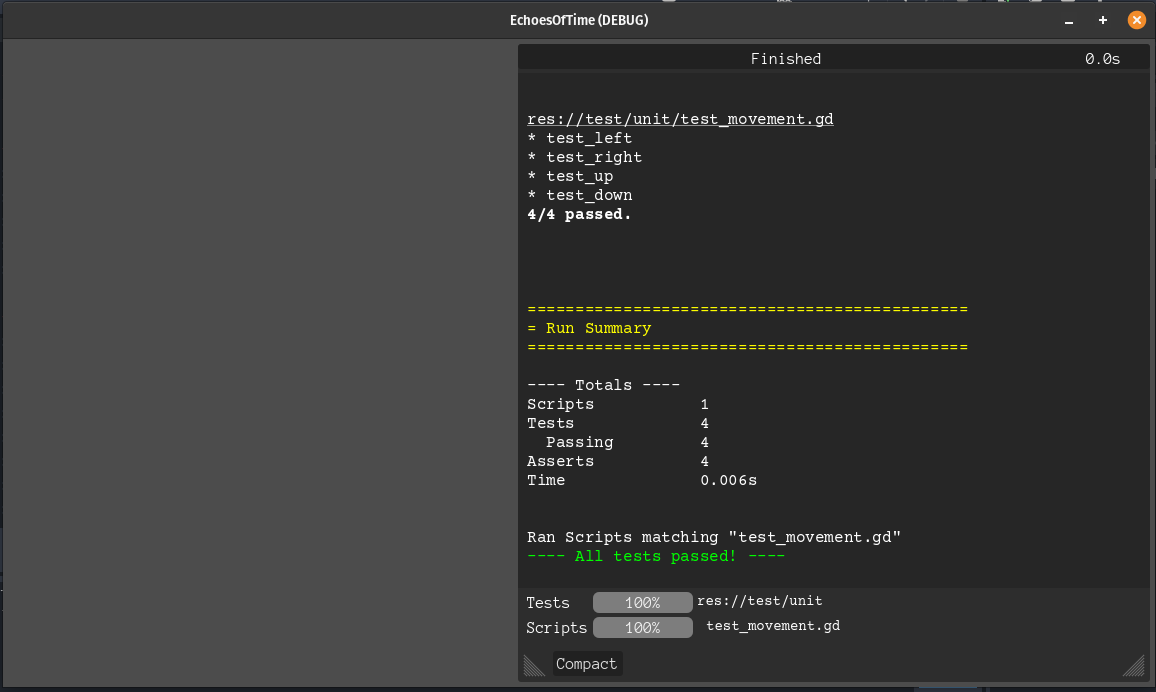 EchoesOfTime (DEBUG)
Finished 0.0s
res://test/unit/test_movement.gd
* test_left
* test_right
* test_up
* test_down
4/4 passed.
==============================================
= Run Summary
==============================================
---- Totals ----
Scripts 1
Tests 4
Passing 4
Asserts 4
Time 0.006s
Ran Scripts matching "test_movement.gd"
---- All tests passed! ----
Tests 100% res://test/unit
Scripts 100% test_movement.gd
Compact